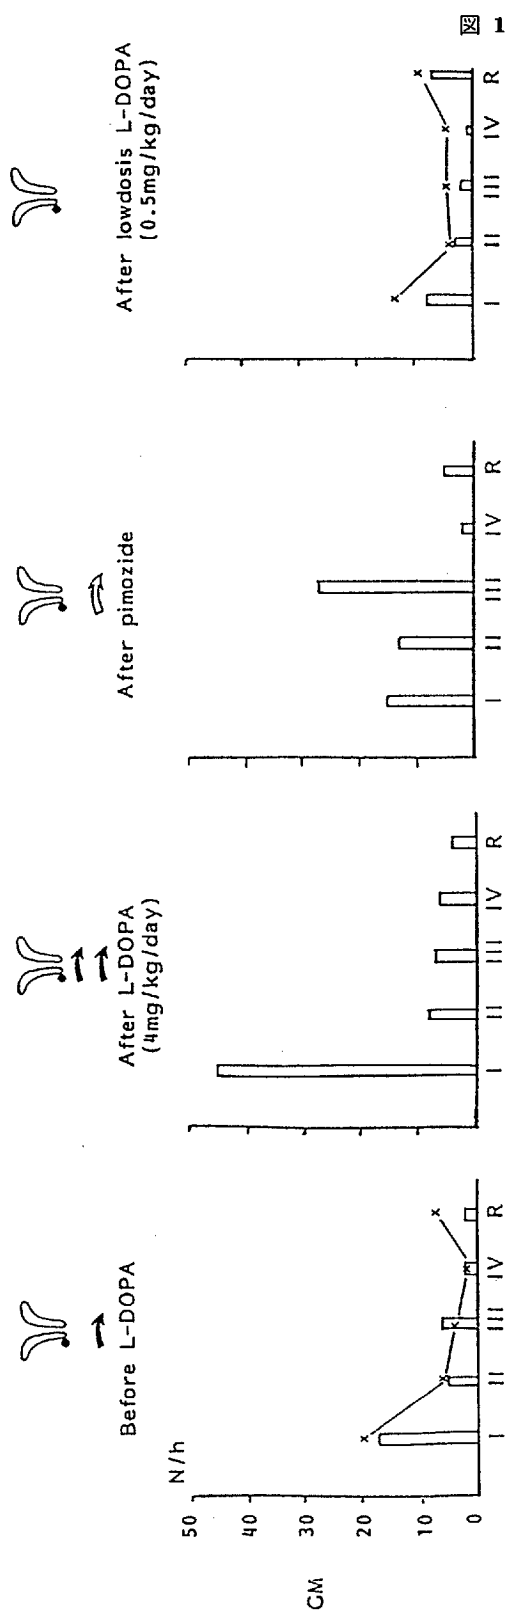 図 1
Before L-DOPA
After L-DOPA
(4mg/kg/day)
After pimozide
After lowdosis L-DOPA
(0.5mg/kg/day)
N/h
GM
50
40
30
20
10
0
I II III IV R
I II III IV R
I II III IV R
I II III IV R